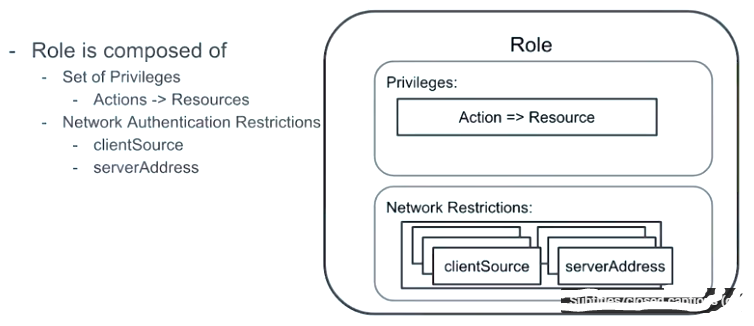 - Role is composed of
- Set of Privileges
- Actions -> Resources
- Network Authentication Restrictions
- clientSource
- serverAddress
Role
Privileges:
Action => Resource
Network Restrictions:
clientSource
serverAddress
Subtitles/closed captions